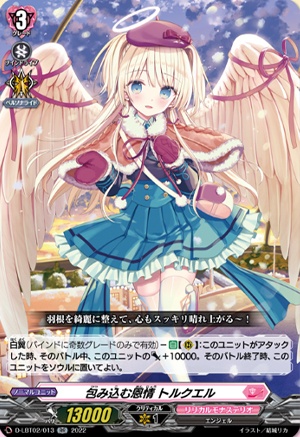 3
グレード
ツインドライブ
ペルソナライド
羽根を綺麗に整えて、心もスッキリ晴れ上がる～！
白翼(バインドに奇数グレードのみで有効)-【自】【(R)】:このユニットがアタックした時、そのバトル中、このユニットの+10000。そのバトル終了時、このユニットをソウルに置いてよい。
ノーマルユニット
包み込む慈情 トルクエル
D-LBT02/013
2022
13000
クリティカル
1
リリカルモナステリオ
エンジェル
イラスト/結城リカ